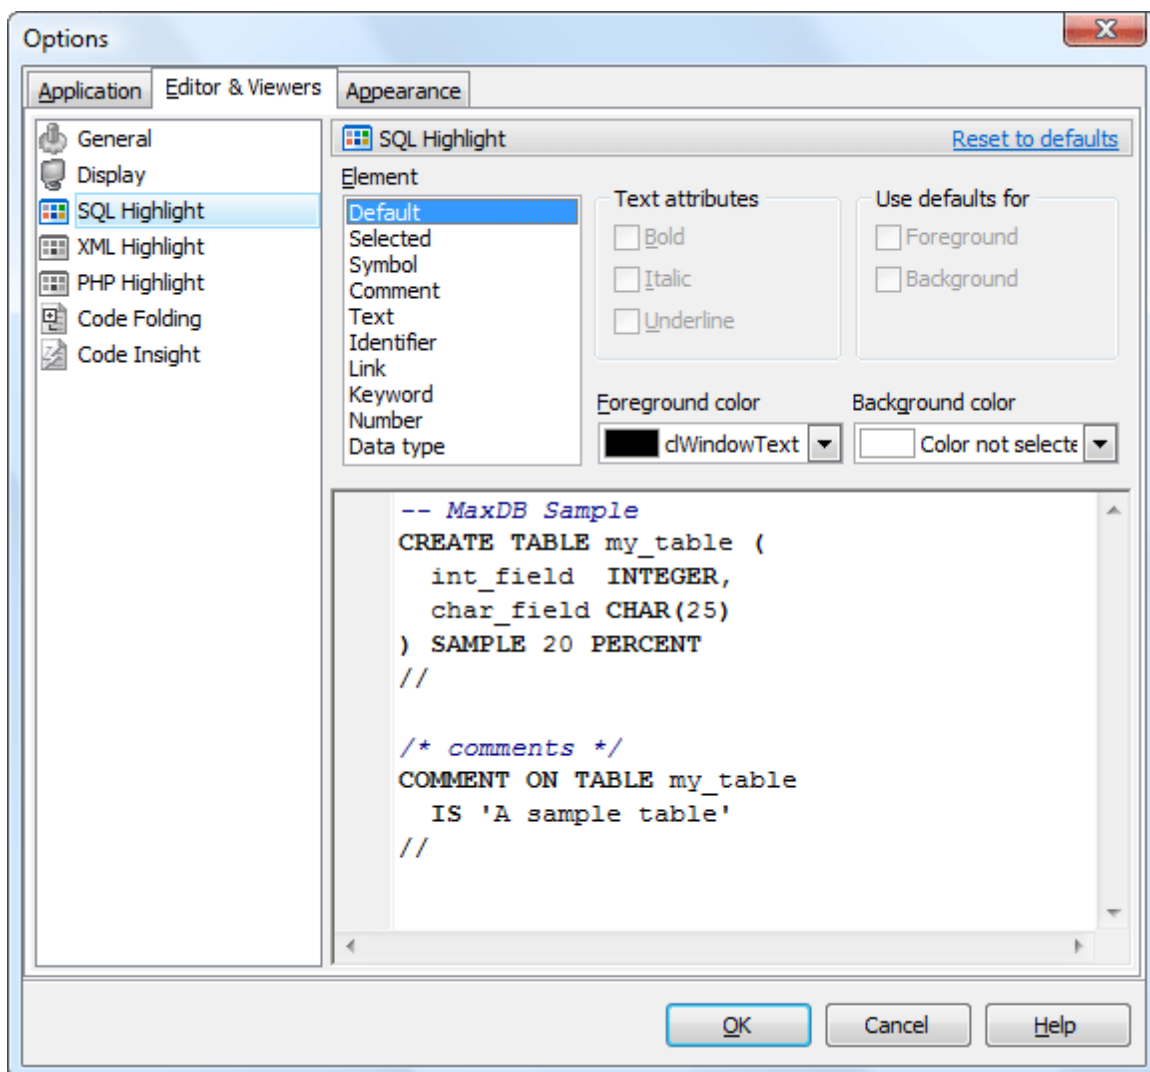 Options
Application
Editor & Viewers
Appearance
General
Display
SQL Highlight
XML Highlight
PHP Highlight
Code Folding
Code Insight
SQL Highlight
Reset to defaults
Element
Default
Selected
Symbol
Comment
Text
Identifier
Link
Keyword
Number
Data type
Text attributes
Bold
Italic
Underline
Use defaults for
Foreground
Background
Foreground color
clWindowText
Background color
Color not selecte
-- MaxDB Sample
CREATE TABLE my_table (
  int_field  INTEGER,
  char_field CHAR(25)
) SAMPLE 20 PERCENT
//
/* comments */
COMMENT ON TABLE my_table
  IS 'A sample table'
//
OK
Cancel
Help